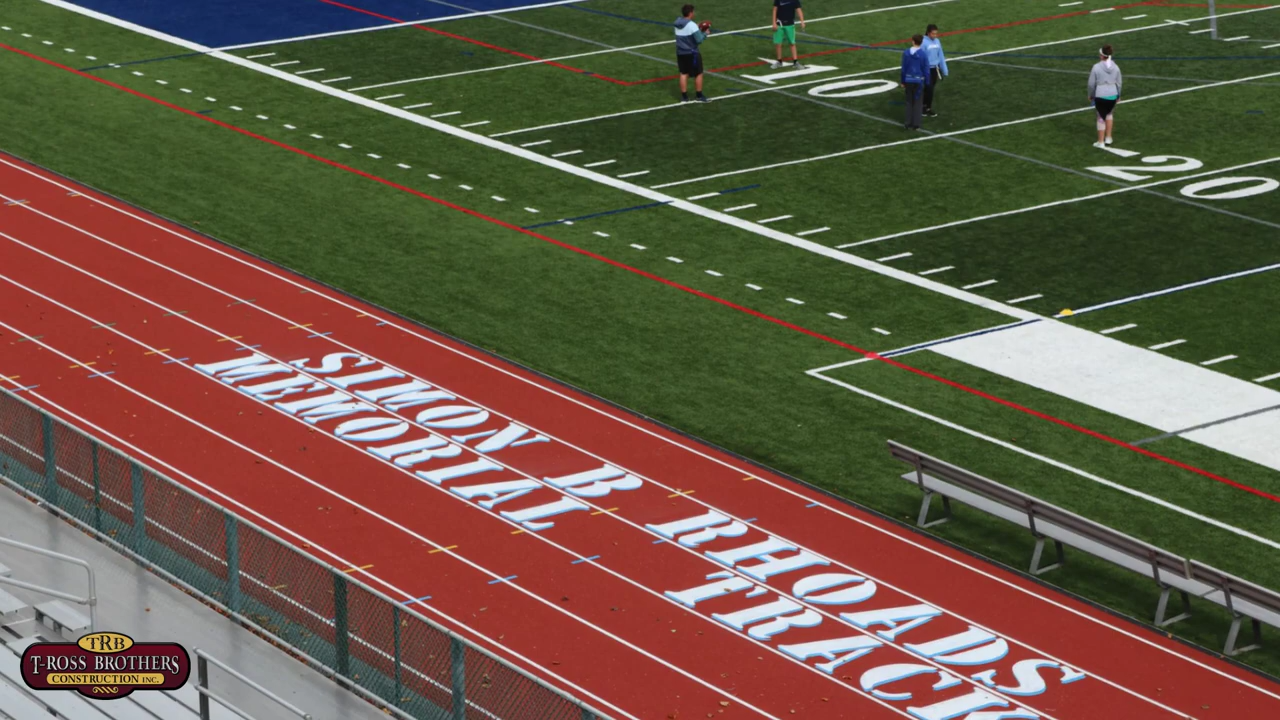 10
20
SIMON B RHOADS
MEMORIAL TRACK
TRB
T-ROSS BROTHERS
CONSTRUCTION INC.